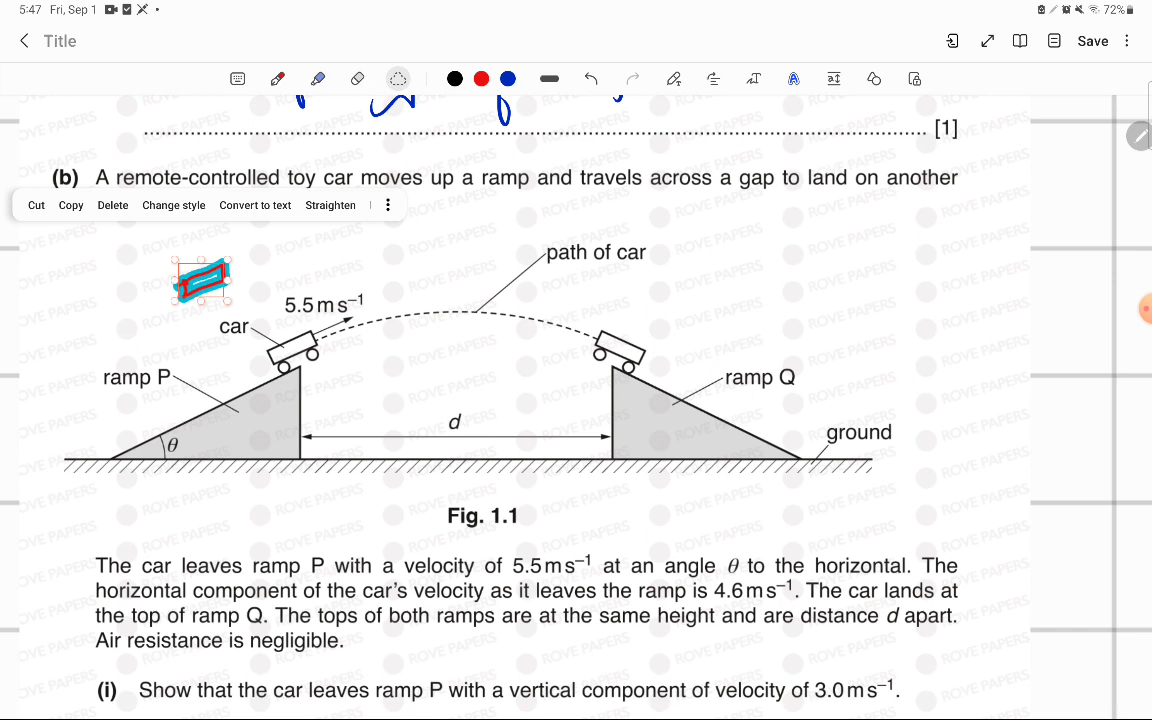 5:47 Fri, Sep 1
72%
Title
Save
[1]
(b) A remote-controlled toy car moves up a ramp and travels across a gap to land on another
Cut Copy Delete Change style Convert to text Straighten
path of car
5.5 m s⁻¹
car
ramp P
ramp Q
d
θ
ground
Fig. 1.1
The car leaves ramp P with a velocity of 5.5 m s⁻¹ at an angle θ to the horizontal. The
horizontal component of the car's velocity as it leaves the ramp is 4.6 m s⁻¹. The car lands at
the top of ramp Q. The tops of both ramps are at the same height and are distance d apart.
Air resistance is negligible.
(i) Show that the car leaves ramp P with a vertical component of velocity of 3.0 m s⁻¹.
ROVE PAPERS